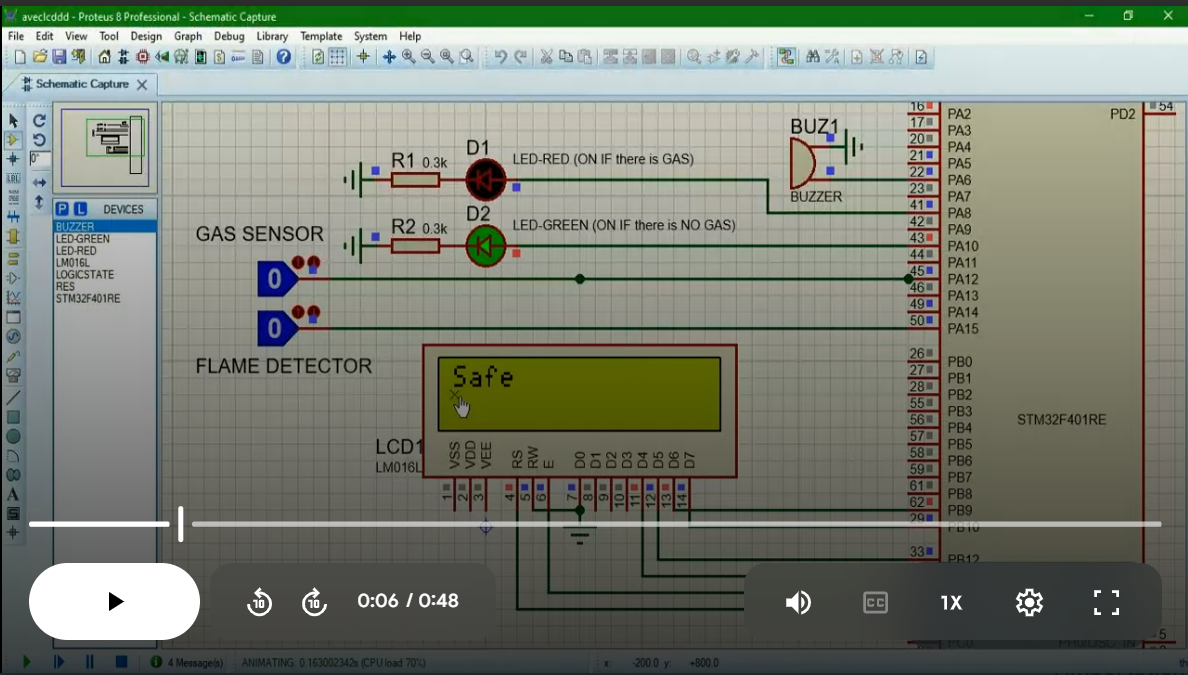 aveclcddd - Proteus 8 Professional - Schematic Capture
File Edit View Tool Design Graph Debug Library Template System Help
Schematic Capture
P L DEVICES
BUZZER
LED-GREEN
LED-RED
LM016L
LOGICSTATE
RES
STM32F401RE
0°
LBL
A
S
R1 0.3k
D1
LED-RED (ON IF there is GAS)
R2 0.3k
D2
LED-GREEN (ON IF there is NO GAS)
GAS SENSOR
0
0
FLAME DETECTOR
BUZ1
BUZZER
Safe
LCD1
LM016L
VSS VDD VEE RS RW E D0 D1 D2 D3 D4 D5 D6 D7
1 2 3 4 5 6 7 8 9 10 11 12 13 14
16 PA2
17 PA3
20 PA4
21 PA5
22 PA6
23 PA7
41 PA8
42 PA9
43 PA10
44 PA11
45 PA12
46 PA13
49 PA14
50 PA15
26 PB0
27 PB1
28 PB2
55 PB3
56 PB4
57 PB5
58 PB6
59 PB7
61 PB8
62 PB9
29 PB10
33 PB12
PD2 54
STM32F401RE
5
10 10 0:06 / 0:48
CC 1X
4 Message(s) ANIMATING: 0.163002342s (CPU load 70%) x: -200.0 y: +800.0 th